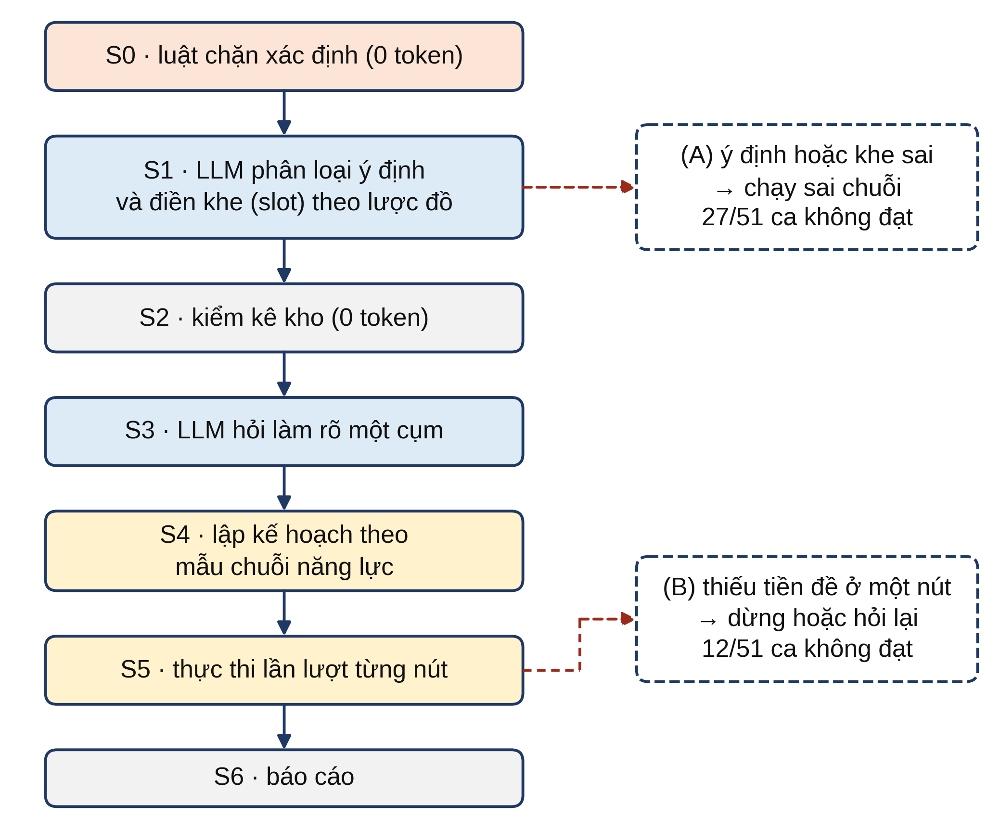 S0 · luật chặn xác định (0 token)
S1 · LLM phân loại ý định
và điền khe (slot) theo lược đồ
(A) ý định hoặc khe sai
→ chạy sai chuỗi
27/51 ca không đạt
S2 · kiểm kê kho (0 token)
S3 · LLM hỏi làm rõ một cụm
S4 · lập kế hoạch theo
mẫu chuỗi năng lực
(B) thiếu tiền đề ở một nút
→ dừng hoặc hỏi lại
12/51 ca không đạt
S5 · thực thi lần lượt từng nút
S6 · báo cáo